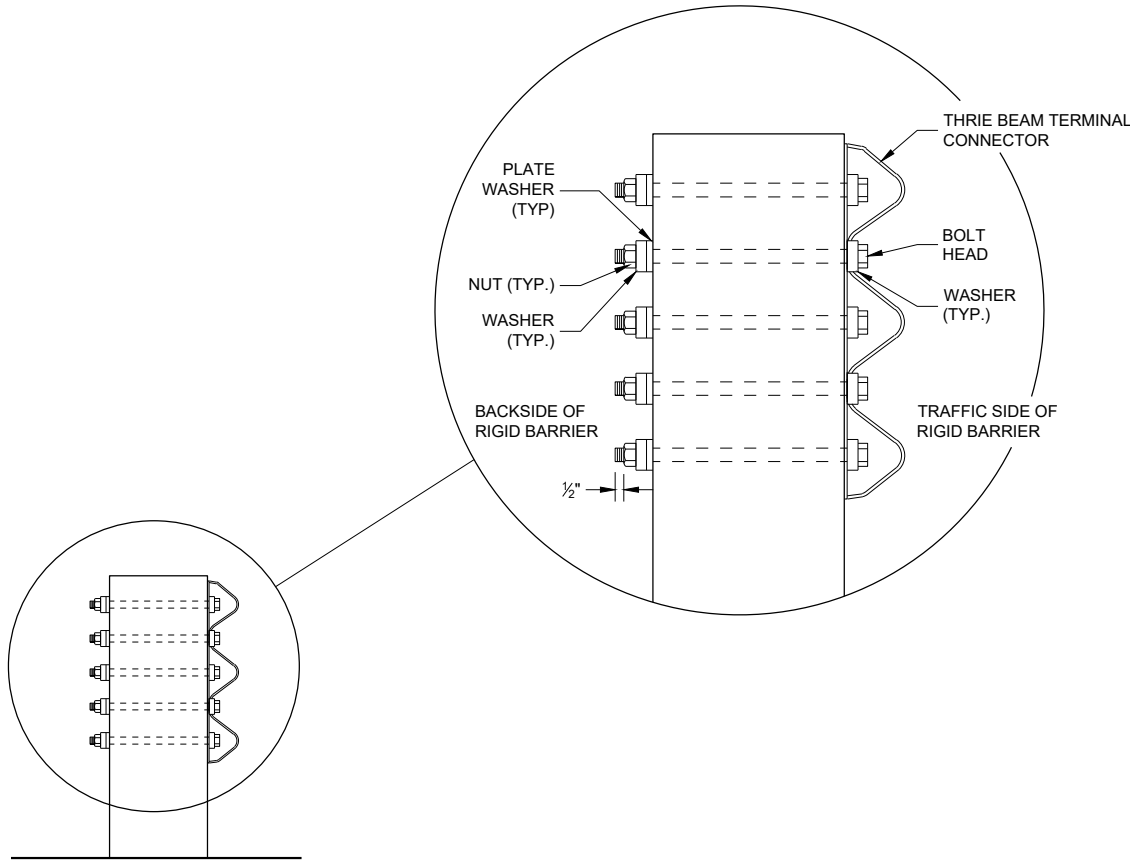 THRIE BEAM TERMINAL
CONNECTOR
PLATE
WASHER
(TYP)
BOLT
HEAD
NUT (TYP.)
WASHER
(TYP.)
WASHER
(TYP.)
BACKSIDE OF
RIGID BARRIER
TRAFFIC SIDE OF
RIGID BARRIER
½"